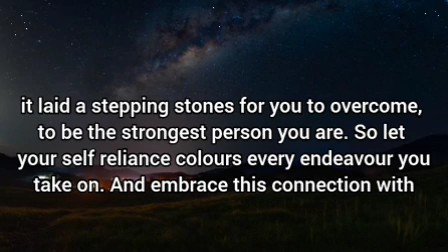 it laid a stepping stones for you to overcome,
to be the strongest person you are. So let
your self reliance colours every endeavour you
take on. And embrace this connection with